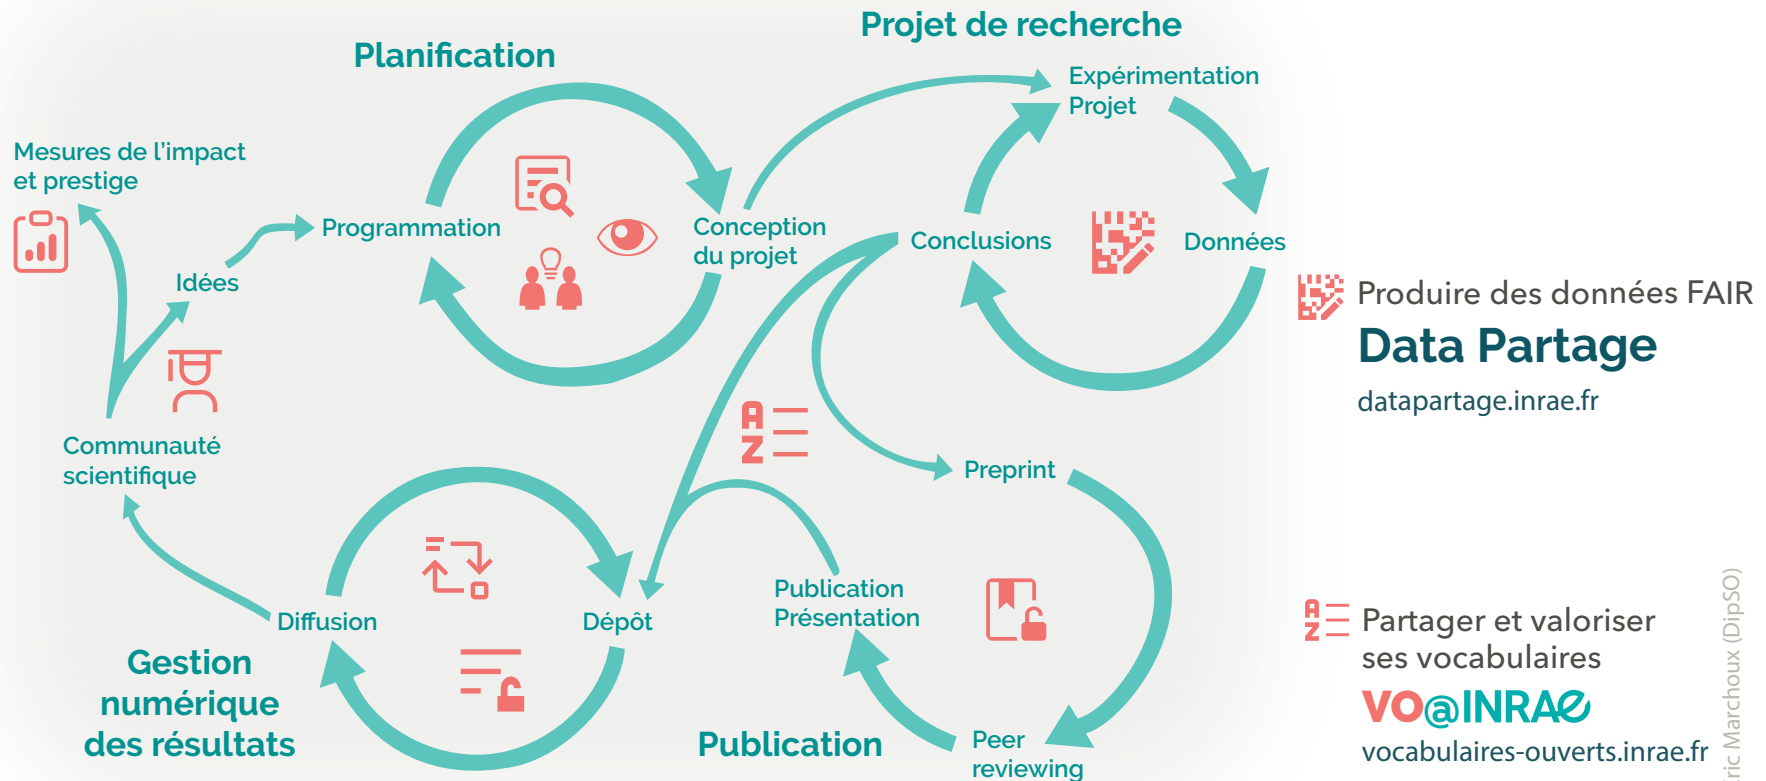 Planification
Projet de recherche
Expérimentation
Projet
Mesures de l'impact
et prestige
Programmation
Conception
du projet
Conclusions
Données
Idées
Produire des données FAIR
Data Partage
datapartage.inrae.fr
A
Z
Communauté
scientifique
Preprint
Publication
Présentation
Diffusion
Dépôt
Gestion
numérique
des résultats
Publication
Peer
reviewing
A
Z
Partager et valoriser
ses vocabulaires
VO@INRAE
vocabulaires-ouverts.inrae.fr
Marchoux (DipSO)